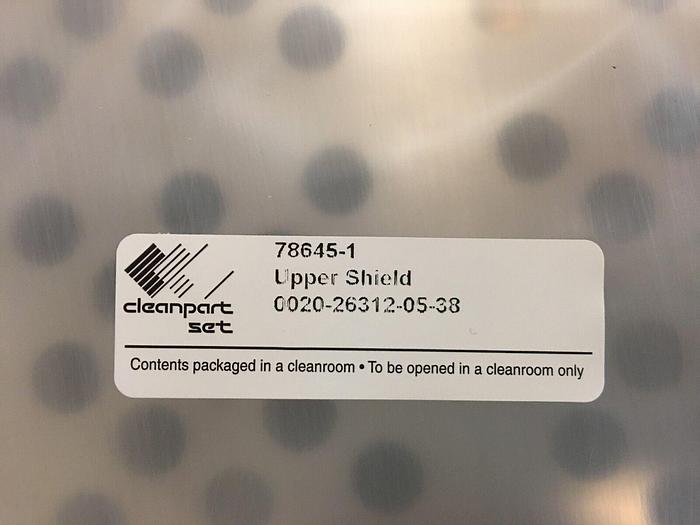 78645-1
Upper Shield
0020-26312-05-38
cleanpart
set
Contents packaged in a cleanroom • To be opened in a cleanroom only